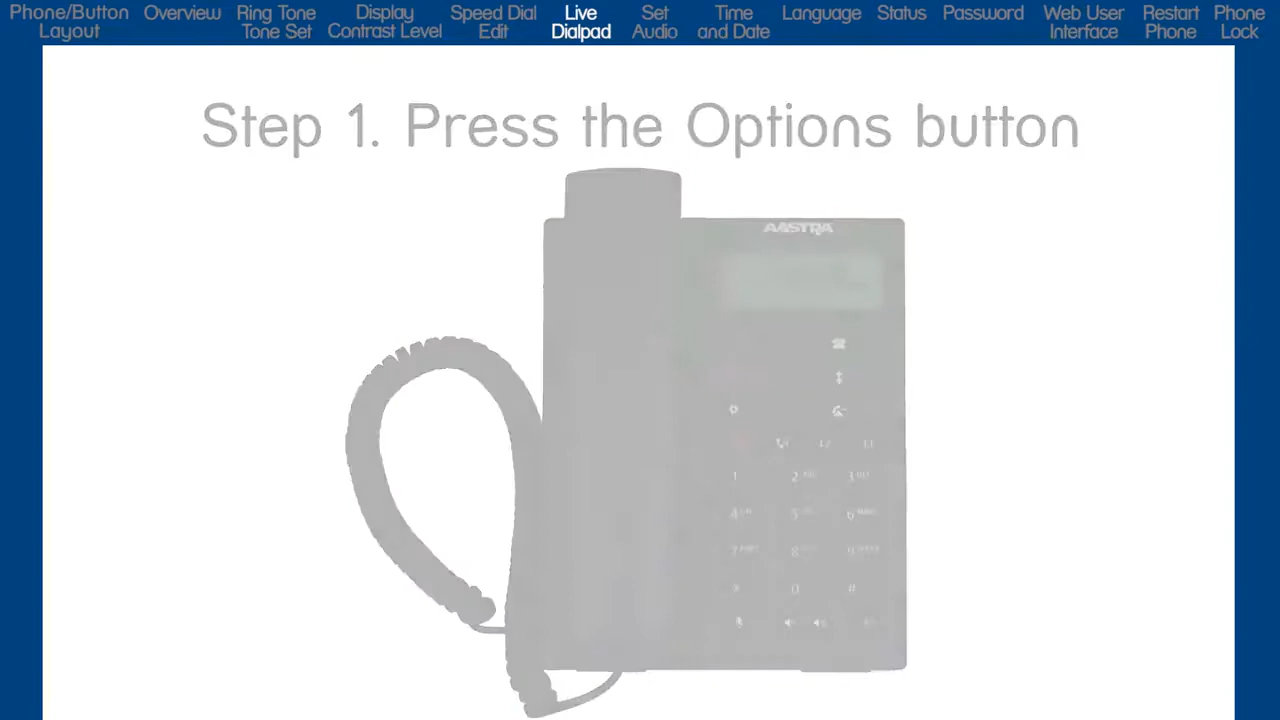 Phone/Button Layout
Overview
Ring Tone Tone Set
Display Contrast Level
Speed Dial Edit
Live Dialpad
Set Audio
Time and Date
Language
Status
Password
Web User Interface
Restart Phone
Phone Lock
Step 1. Press the Options button
AASTRA
1 2 3
4 5 6
7 8 9
0 #